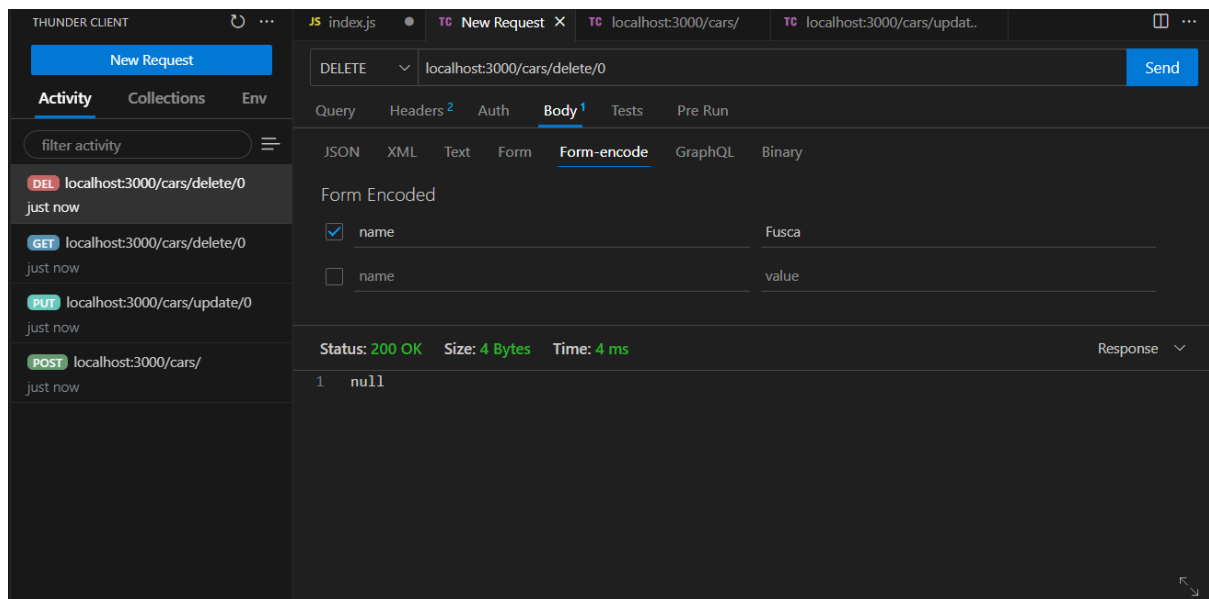 THUNDER CLIENT
New Request
Activity Collections Env
filter activity
DEL localhost:3000/cars/delete/0
just now
GET localhost:3000/cars/delete/0
just now
PUT localhost:3000/cars/update/0
just now
POST localhost:3000/cars/
just now
JS index.js TC New Request TC localhost:3000/cars/ TC localhost:3000/cars/updat..
DELETE localhost:3000/cars/delete/0 Send
Query Headers 2 Auth Body 1 Tests Pre Run
JSON XML Text Form Form-encode GraphQL Binary
Form Encoded
name Fusca
name value
Status: 200 OK Size: 4 Bytes Time: 4 ms Response
1 null